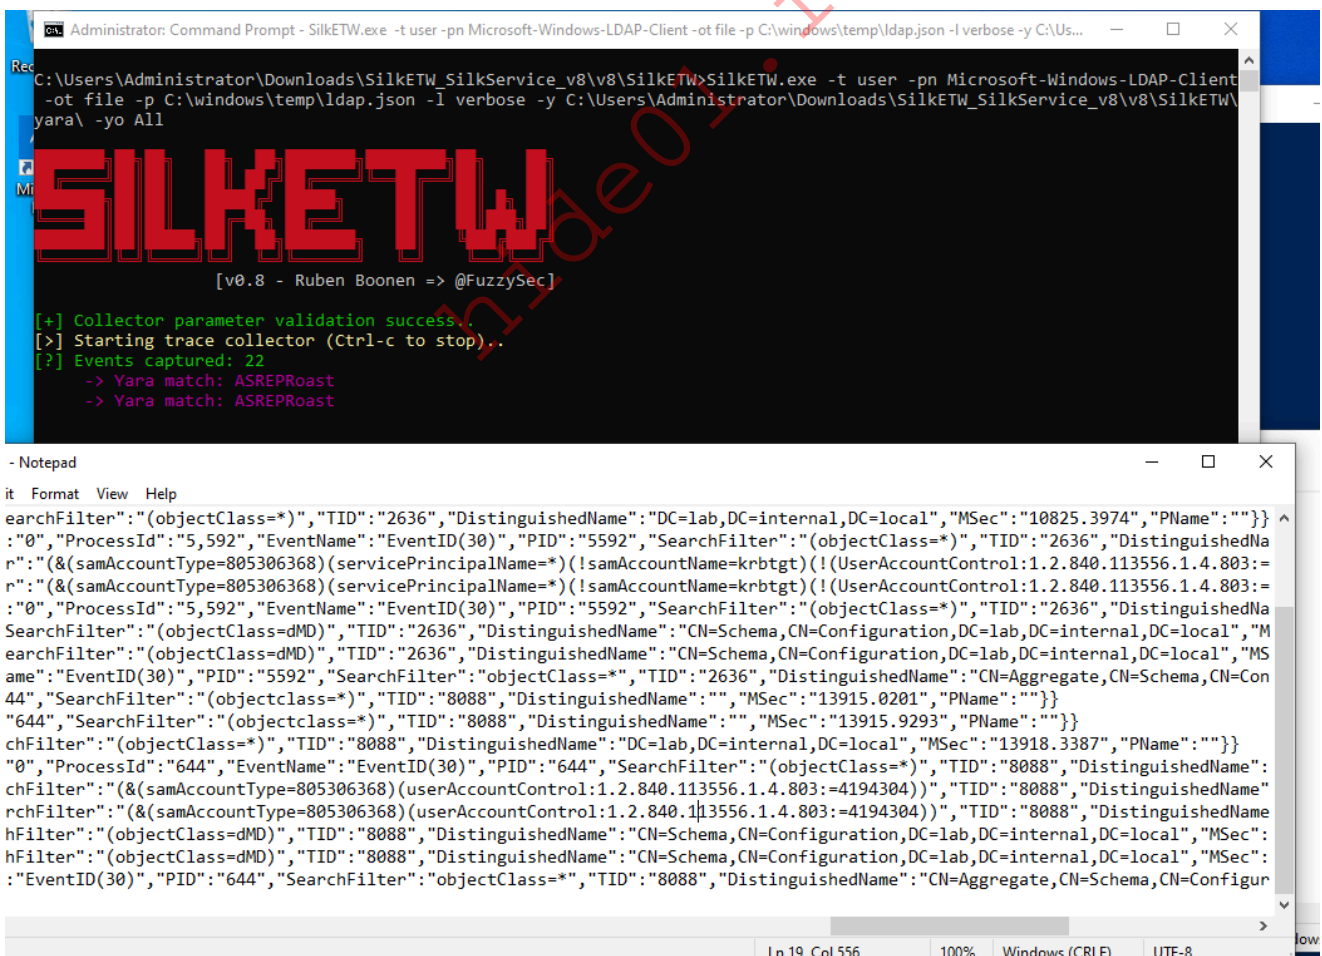 Administrator: Command Prompt - SilkETW.exe -t user -pn Microsoft-Windows-LDAP-Client -ot file -p C:\windows\temp\ldap.json -l verbose -y C:\Us...
Rec
C:\Users\Administrator\Downloads\SilkETW_SilkService_v8\v8\SilkETW>SilkETW.exe -t user -pn Microsoft-Windows-LDAP-Client
-ot file -p C:\windows\temp\ldap.json -l verbose -y C:\Users\Administrator\Downloads\SilkETW_SilkService_v8\v8\SilkETW\
yara\ -yo All
Mi
SILKETW
[v0.8 - Ruben Boonen => @FuzzySec]
[+] Collector parameter validation success..
[>] Starting trace collector (Ctrl-c to stop)..
[?] Events captured: 22
-> Yara match: ASREPRoast
-> Yara match: ASREPRoast
hide01.i
- Notepad
it Format View Help
earchFilter":"(objectClass=*)","TID":"2636","DistinguishedName":"DC=lab,DC=internal,DC=local","MSec":"10825.3974","PName":""}}
:"0","ProcessId":"5,592","EventName":"EventID(30)","PID":"5592","SearchFilter":"(objectClass=*)","TID":"2636","DistinguishedNa
r":"(&(samAccountType=805306368)(servicePrincipalName=*)(!samAccountName=krbtgt)(!(UserAccountControl:1.2.840.113556.1.4.803:=
r":"(&(samAccountType=805306368)(servicePrincipalName=*)(!samAccountName=krbtgt)(!(UserAccountControl:1.2.840.113556.1.4.803:=
:"0","ProcessId":"5,592","EventName":"EventID(30)","PID":"5592","SearchFilter":"(objectClass=*)","TID":"2636","DistinguishedNa
SearchFilter":"(objectClass=dMD)","TID":"2636","DistinguishedName":"CN=Schema,CN=Configuration,DC=lab,DC=internal,DC=local","M
earchFilter":"(objectClass=dMD)","TID":"2636","DistinguishedName":"CN=Schema,CN=Configuration,DC=lab,DC=internal,DC=local","MS
ame":"EventID(30)","PID":"5592","SearchFilter":"objectClass=*","TID":"2636","DistinguishedName":"CN=Aggregate,CN=Schema,CN=Con
44","SearchFilter":"(objectclass=*)","TID":"8088","DistinguishedName":"","MSec":"13915.0201","PName":""}}
"644","SearchFilter":"(objectclass=*)","TID":"8088","DistinguishedName":"","MSec":"13915.9293","PName":""}}
chFilter":"(objectClass=*)","TID":"8088","DistinguishedName":"DC=lab,DC=internal,DC=local","MSec":"13918.3387","PName":""}}
"0","ProcessId":"644","EventName":"EventID(30)","PID":"644","SearchFilter":"(objectClass=*)","TID":"8088","DistinguishedName":
chFilter":"(&(samAccountType=805306368)(userAccountControl:1.2.840.113556.1.4.803:=4194304))","TID":"8088","DistinguishedName"
rchFilter":"(&(samAccountType=805306368)(userAccountControl:1.2.840.113556.1.4.803:=4194304))","TID":"8088","DistinguishedName
hFilter":"(objectClass=dMD)","TID":"8088","DistinguishedName":"CN=Schema,CN=Configuration,DC=lab,DC=internal,DC=local","MSec":
hFilter":"(objectClass=dMD)","TID":"8088","DistinguishedName":"CN=Schema,CN=Configuration,DC=lab,DC=internal,DC=local","MSec":
:"EventID(30)","PID":"644","SearchFilter":"objectClass=*","TID":"8088","DistinguishedName":"CN=Aggregate,CN=Schema,CN=Configur
Ln 19, Col 556 100% Windows (CRLF) UTF-8